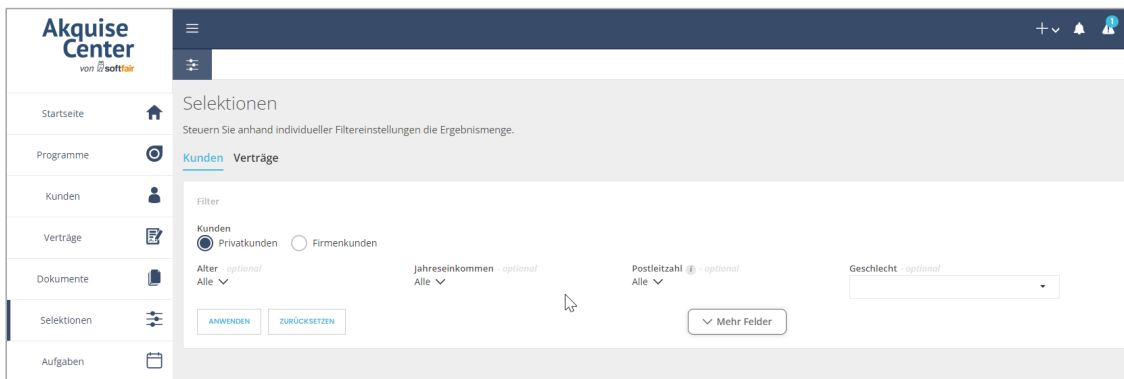 Akquise
Center
von softfair
Startseite
Programme
Kunden
Verträge
Dokumente
Selektionen
Aufgaben
1
Selektionen
Steuern Sie anhand individueller Filtereinstellungen die Ergebnismenge.
Kunden Verträge
Filter
Kunden
Privatkunden Firmenkunden
Alter - optional Jahreseinkommen - optional Postleitzahl i - optional Geschlecht - optional
Alle Alle Alle
ANWENDEN ZURÜCKSETZEN Mehr Felder